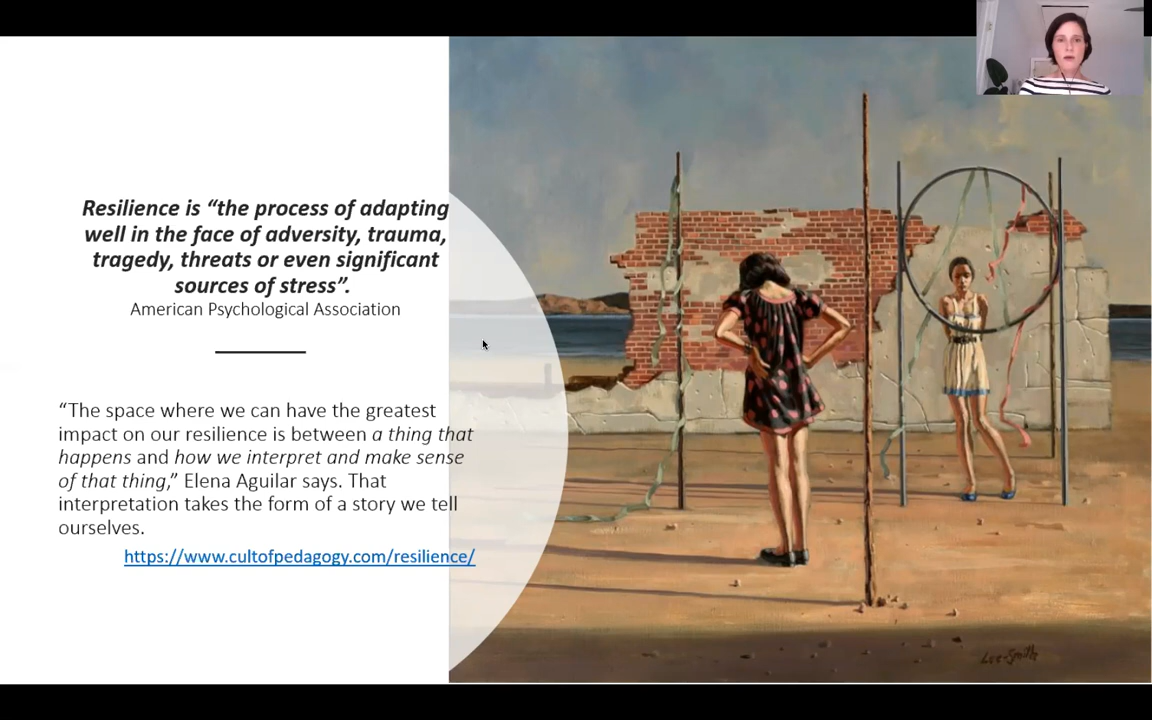 Resilience is “the process of adapting
well in the face of adversity, trauma,
tragedy, threats or even significant
sources of stress”.
American Psychological Association
“The space where we can have the greatest
impact on our resilience is between a thing that
happens and how we interpret and make sense
of that thing,” Elena Aguilar says. That
interpretation takes the form of a story we tell
ourselves.
https://www.cultofpedagogy.com/resilience/
Lee-Smith